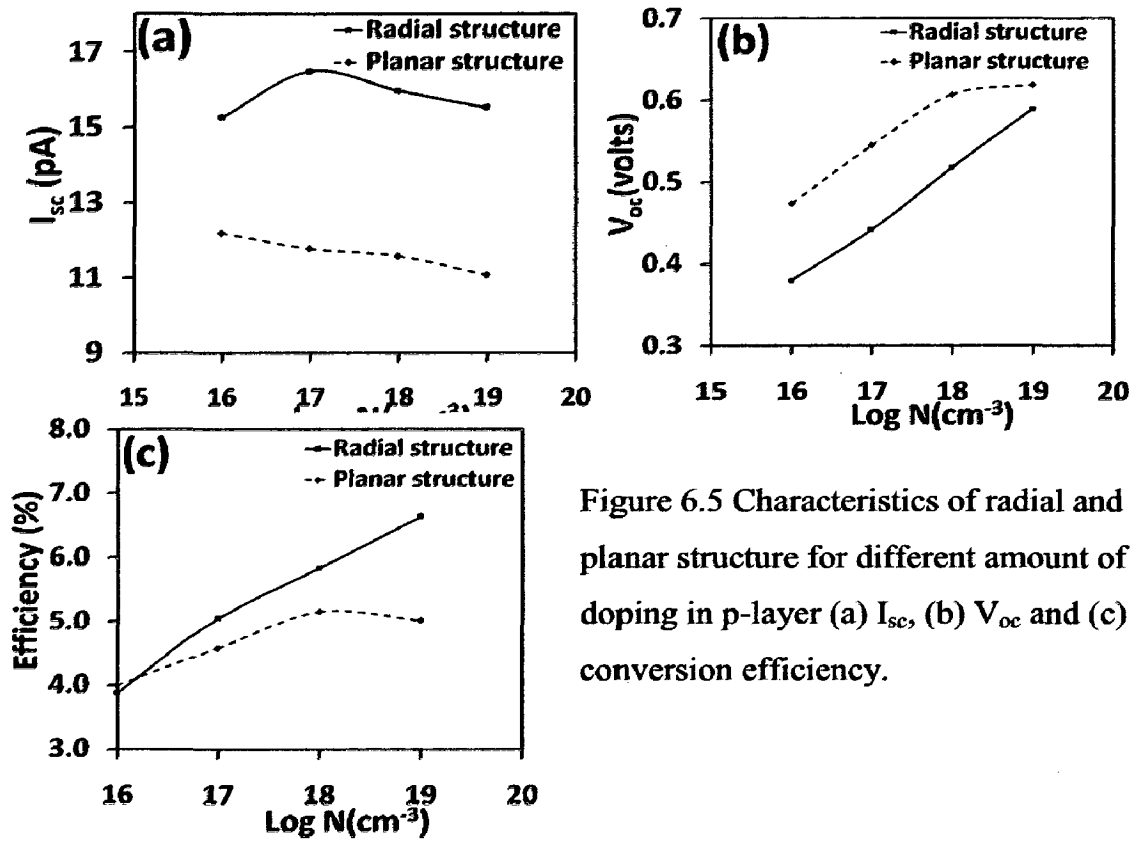 (a)
Radial structure
Planar structure
17
15
13
11
9
I_sc (pA)
15 16 17 18 19 20
(b)
Radial structure
Planar structure
0.7
0.6
0.5
0.4
0.3
V_oc(volts)
15 16 17 18 19 20
Log N(cm^-3)
(c)
Radial structure
Planar structure
8.0
7.0
6.0
5.0
4.0
3.0
Efficiency (%)
16 17 18 19 20
Log N(cm^-3)
Figure 6.5 Characteristics of radial and
planar structure for different amount of
doping in p-layer (a) I_sc, (b) V_oc and (c)
conversion efficiency.